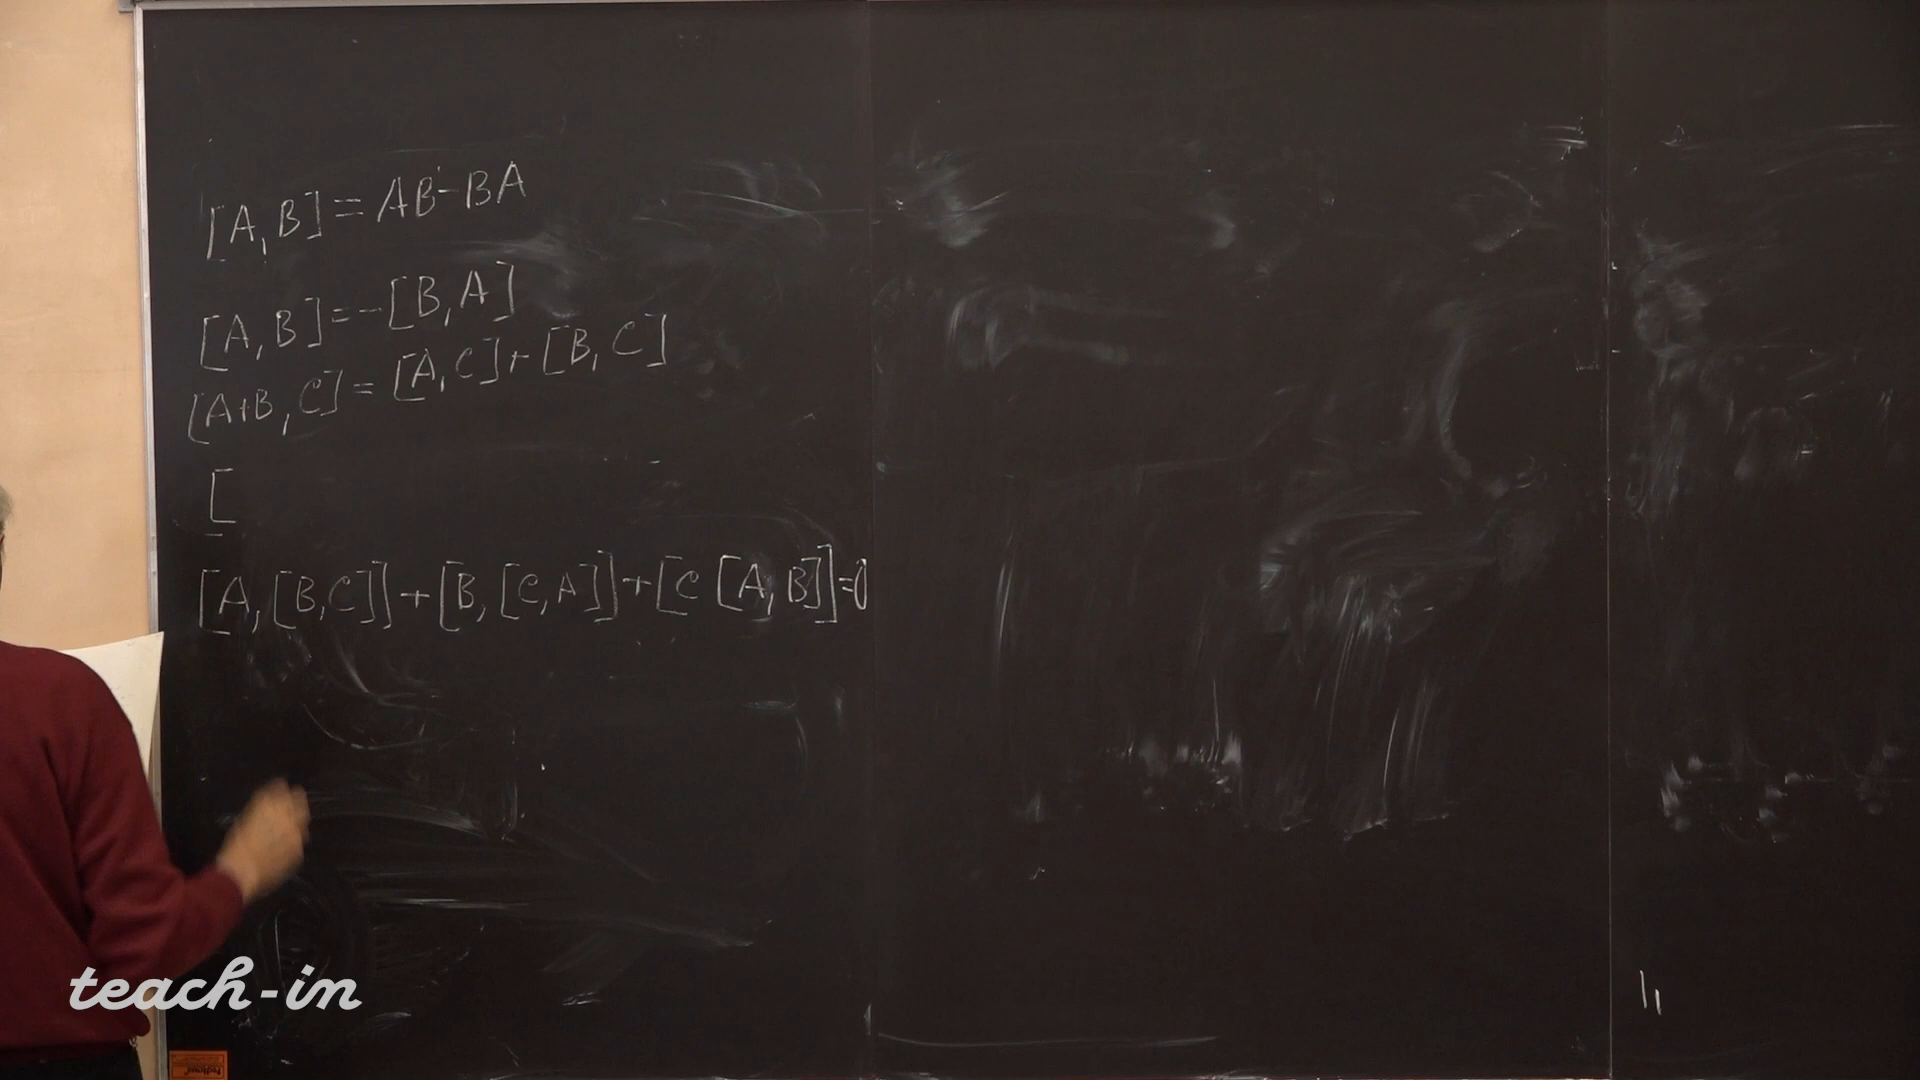 [A, B] = AB - BA
[A, B] = -[B, A]
[A+B, C] = [A, C] + [B, C]
[
[A, [B, C]] + [B, [C, A]] + [C [A, B]] = 0
teach-in